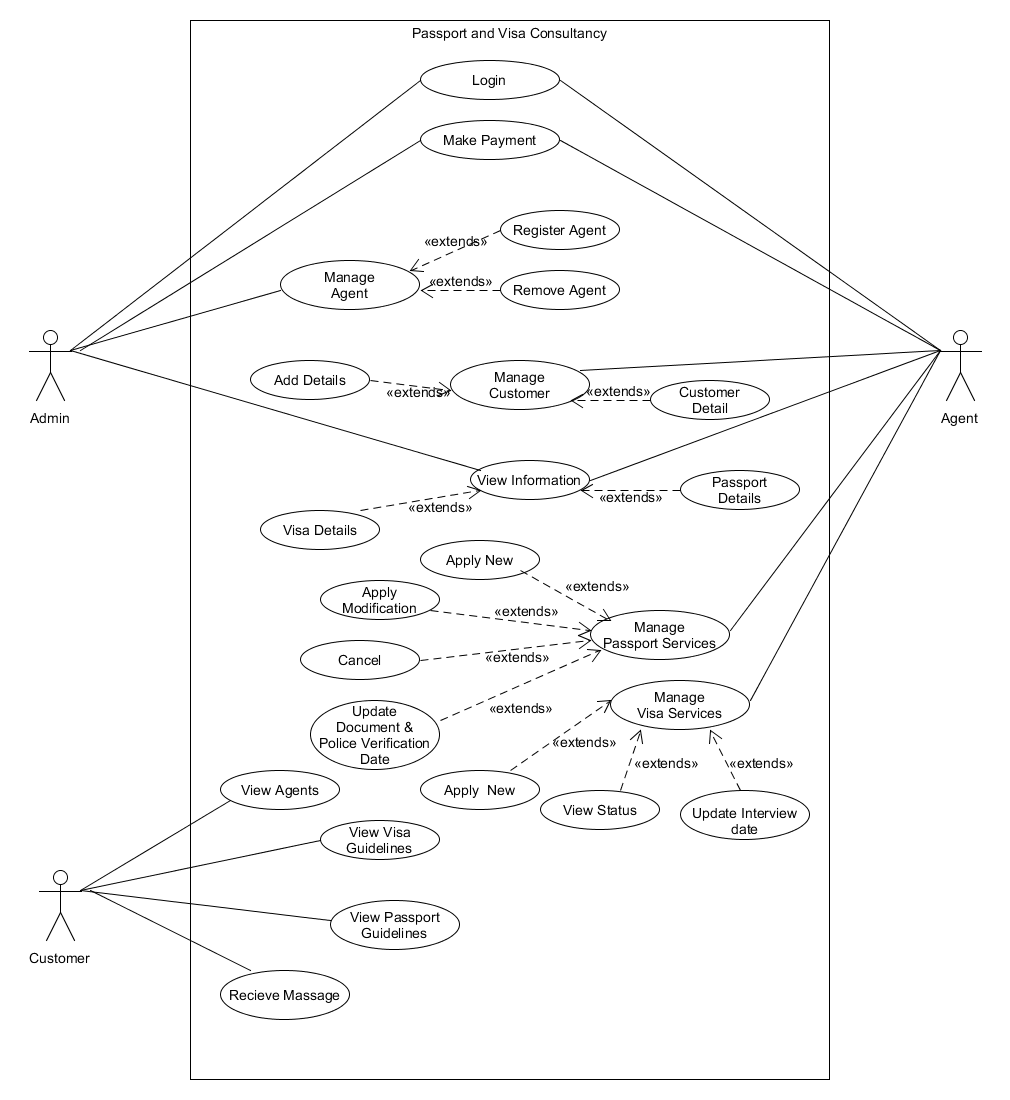 Passport and Visa Consultancy
Login
Make Payment
Register Agent
«extends»
Manage
Agent
«extends»
Remove Agent
Admin
Agent
Add Details
«extends»
Manage
Customer
«extends»
Customer
Detail
View Information
Passport
Details
«extends»
«extends»
Visa Details
Apply New
«extends»
Apply
Modification
«extends»
Manage
Passport Services
Cancel
«extends»
Update
Document &
Police Verification
Date
«extends»
Manage
Visa Services
«extends»
«extends»
«extends»
View Agents
Apply  New
View Status
Update Interview
date
View Visa
Guidelines
View Passport
Guidelines
Customer
Recieve Massage